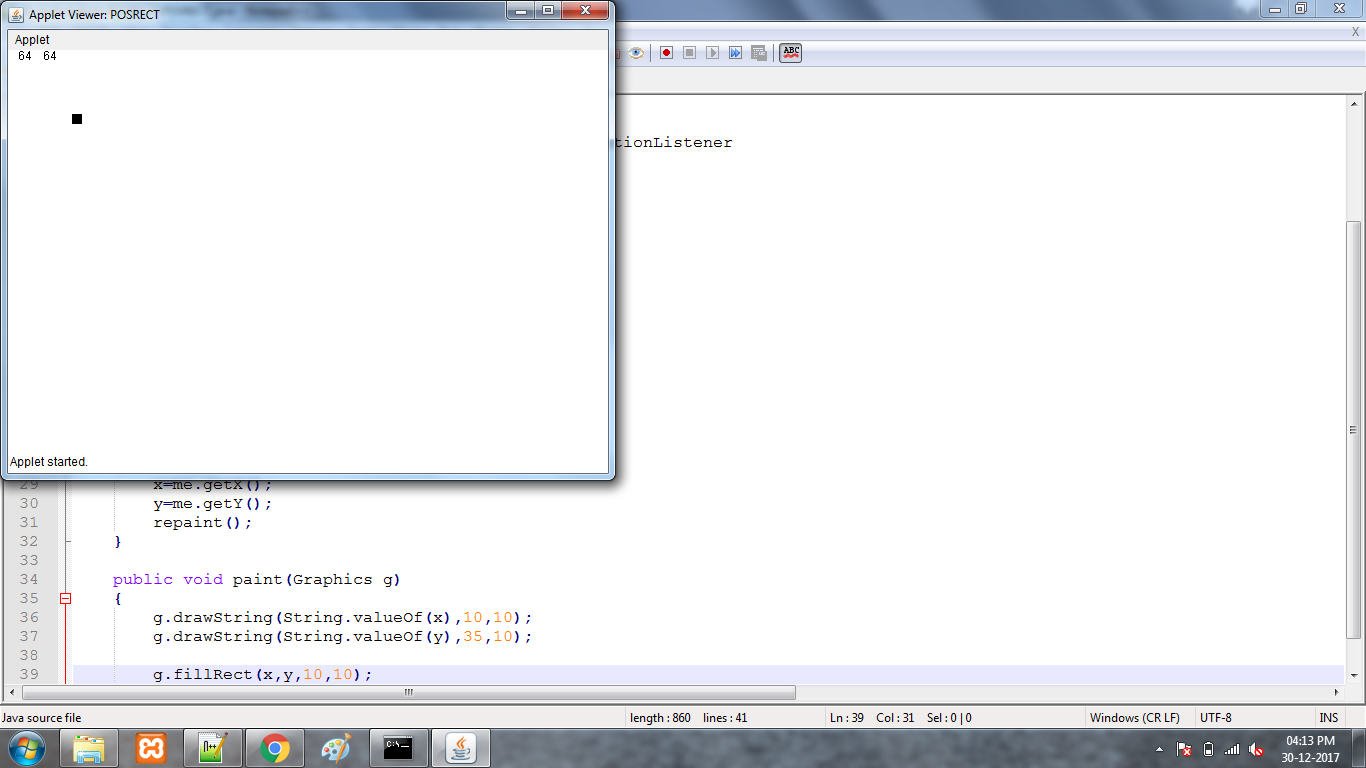 Applet Viewer: POSRECT
Applet
64 64
Applet started.
X
ABC
tionListener
29 x=me.getX();
30 y=me.getY();
31 repaint();
32 }
33
34 public void paint(Graphics g)
35 {
36 g.drawString(String.valueOf(x),10,10);
37 g.drawString(String.valueOf(y),35,10);
38
39 g.fillRect(x,y,10,10);
Java source file length : 860 lines : 41 Ln : 39 Col : 31 Sel : 0 | 0 Windows (CR LF) UTF-8 INS
C:\_
04:13 PM
30-12-2017